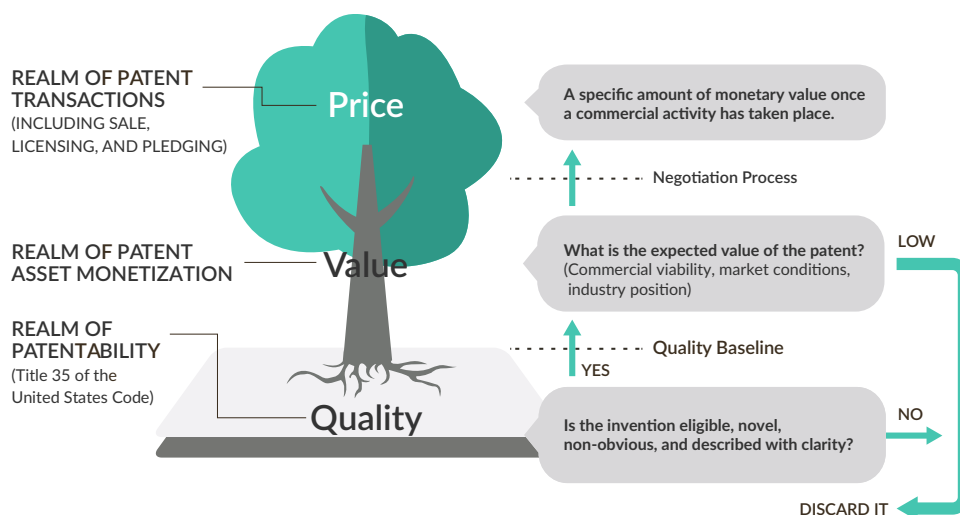 REALM OF PATENT
TRANSACTIONS
(INCLUDING SALE,
LICENSING, AND PLEDGING)
Price
A specific amount of monetary value once
a commercial activity has taken place.
Negotiation Process
REALM OF PATENT
ASSET MONETIZATION
Value
What is the expected value of the patent?
(Commercial viability, market conditions,
industry position)
LOW
REALM OF
PATENTABILITY
(Title 35 of the
United States Code)
Quality Baseline
YES
Quality
Is the invention eligible, novel,
non-obvious, and described with clarity?
NO
DISCARD IT